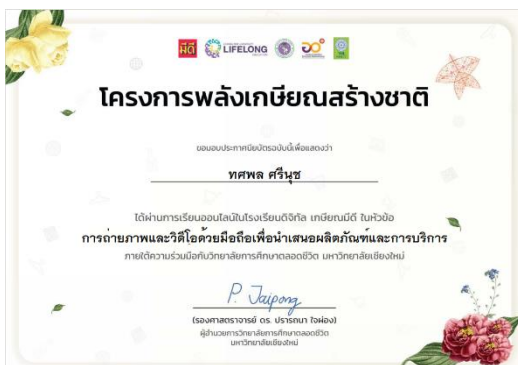 มีดี
LIFELONG
๖๐
โครงการพลังเกษียณสร้างชาติ
ขอมอบประกาศนียบัตรฉบับนี้เพื่อแสดงว่า
ทศพล ศรีนุช
ได้ผ่านการเรียนออนไลน์ในโรงเรียนดิจิทัล เกษียณมีดี ในหัวข้อ
การถ่ายภาพและวิดีโอด้วยมือถือเพื่อนำเสนอผลิตภัณฑ์และการบริการ
ภายใต้ความร่วมมือกับวิทยาลัยการศึกษาตลอดชีวิต มหาวิทยาลัยเชียงใหม่
P. Jaipong
(รองศาสตราจารย์ ดร. ปรารถนา ใจผ่อง)
ผู้อำนวยการวิทยาลัยการศึกษาตลอดชีวิต
มหาวิทยาลัยเชียงใหม่